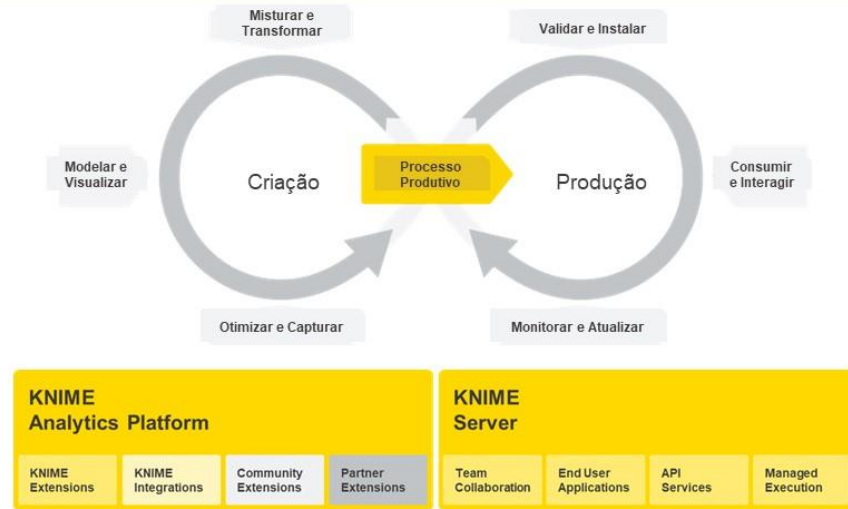 Misturar e
Transformar
Validar e Instalar
Modelar e
Visualizar
Criação
Processo
Produtivo
Produção
Consumir
e Interagir
Otimizar e Capturar
Monitorar e Atualizar
KNIME
Analytics Platform
KNIME
Extensions
KNIME
Integrations
Community
Extensions
Partner
Extensions
KNIME
Server
Team
Collaboration
End User
Applications
API
Services
Managed
Execution